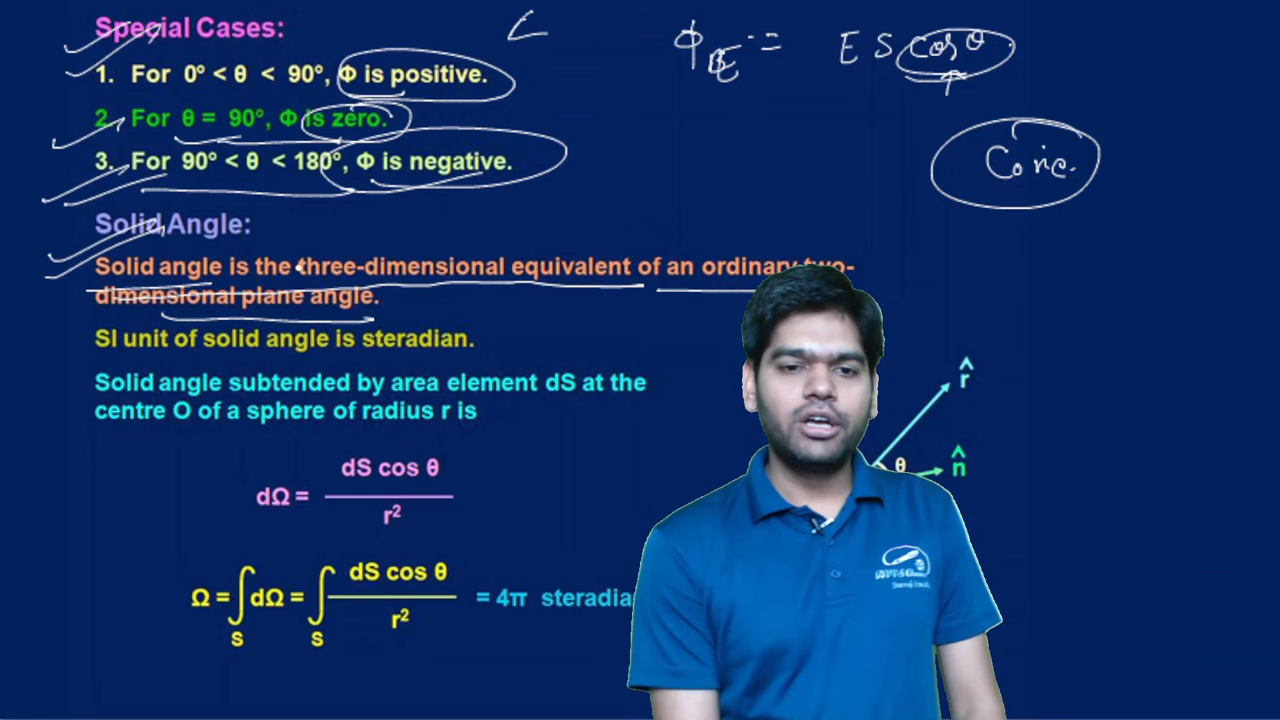 Special Cases:
1. For 0° < θ < 90°, Φ is positive.
2. For θ = 90°, Φ is zero.
3. For 90° < θ < 180°, Φ is negative.
Φ_E = E S cos θ
Conic.
Solid Angle:
Solid angle is the three-dimensional equivalent of an ordinary two-
dimensional plane angle.
SI unit of solid angle is steradian.
Solid angle subtended by area element dS at the
centre O of a sphere of radius r is
r̂
θ
n̂
dΩ = dS cos θ / r²
Ω = ∫S dΩ = ∫S dS cos θ / r² = 4π steradia